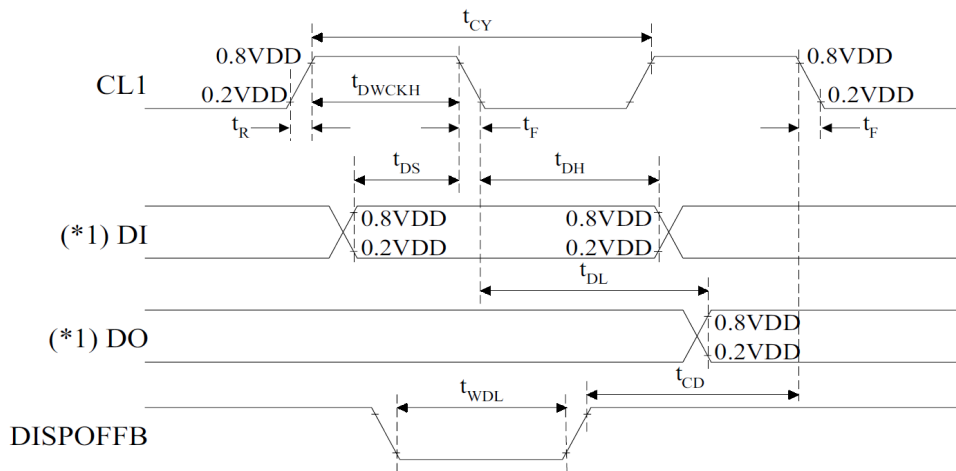 tCY
0.8VDD
0.8VDD
CL1
tDWCKH
0.2VDD
0.2VDD
tR
tF
tF
tDS
tDH
(*1) DI
0.8VDD
0.8VDD
0.2VDD
0.2VDD
tDL
(*1) DO
0.8VDD
0.2VDD
tCD
tWDL
DISPOFFB